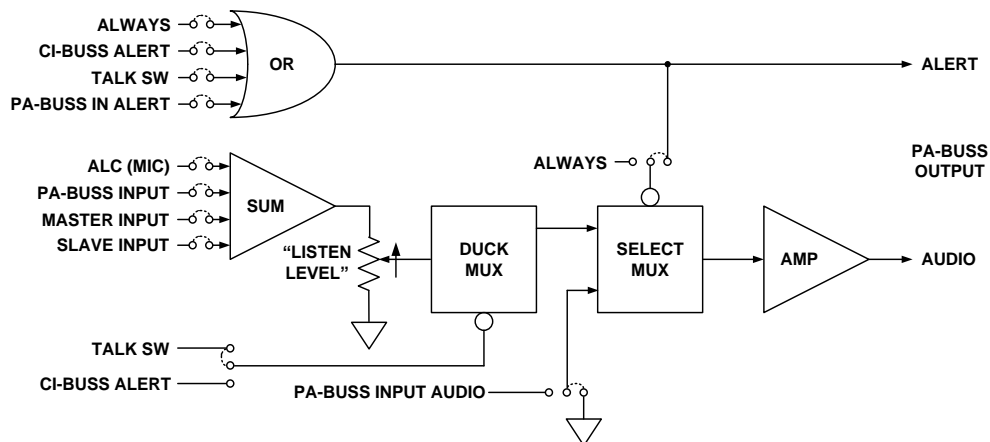 ALWAYS
CI-BUSS ALERT
TALK SW
PA-BUSS IN ALERT
OR
ALERT
ALC (MIC)
PA-BUSS INPUT
MASTER INPUT
SLAVE INPUT
SUM
“LISTEN
LEVEL”
DUCK
MUX
ALWAYS
SELECT
MUX
AMP
PA-BUSS
OUTPUT
AUDIO
TALK SW
CI-BUSS ALERT
PA-BUSS INPUT AUDIO